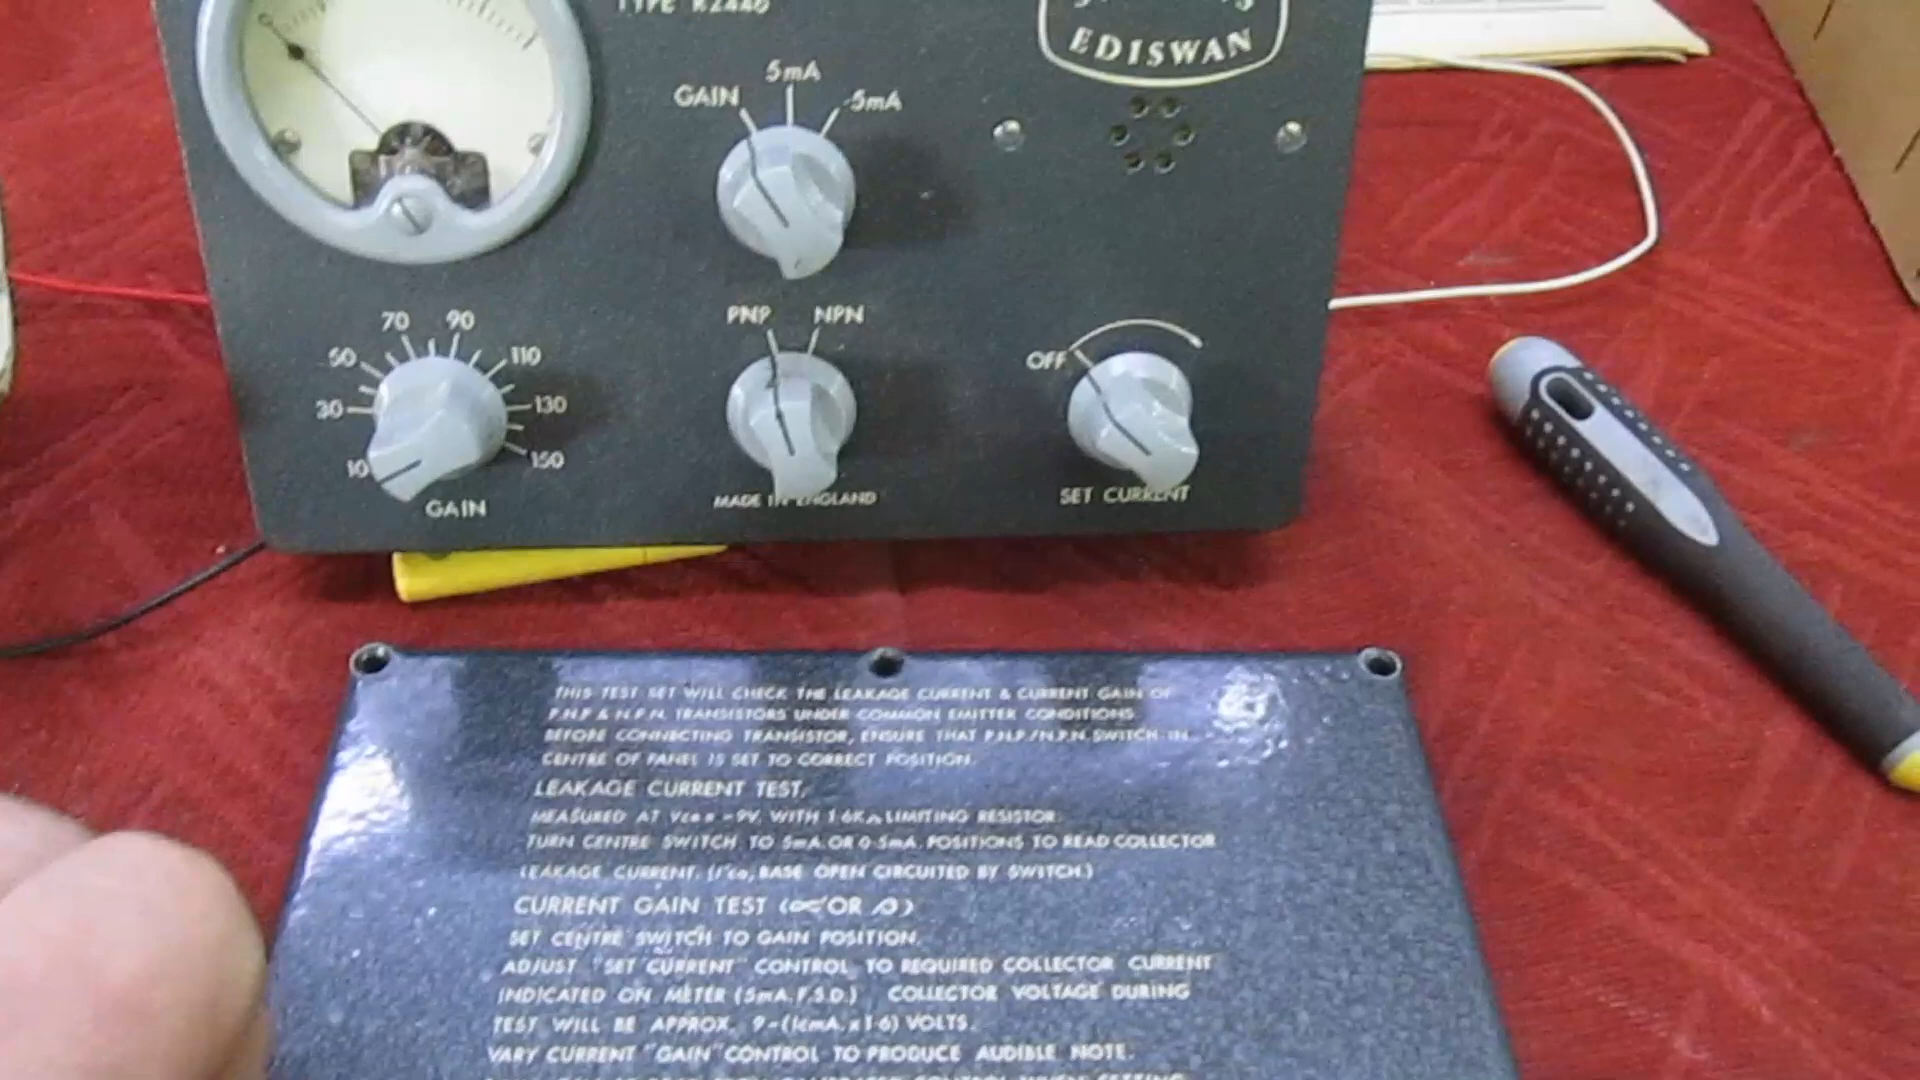 TYPE R2446
EDISWAN
GAIN 5mA .5mA
0 1
PNP NPN
10 30 50 70 90 110 130 150
GAIN
OFF
MADE IN ENGLAND
SET CURRENT
THIS TEST SET WILL CHECK THE LEAKAGE CURRENT & CURRENT GAIN OF
P.N.P & N.P.N. TRANSISTORS UNDER COMMON EMITTER CONDITIONS.
BEFORE CONNECTING TRANSISTOR, ENSURE THAT P.N.P./N.P.N. SWITCH IN
CENTRE OF PANEL IS SET TO CORRECT POSITION.
LEAKAGE CURRENT TEST,
MEASURED AT Vce = -9V. WITH 1·6K LIMITING RESISTOR.
TURN CENTRE SWITCH TO 5mA. OR 0·5mA. POSITIONS TO READ COLLECTOR
LEAKAGE CURRENT. (I'co, BASE OPEN CIRCUITED BY SWITCH.)
CURRENT GAIN TEST (∝' OR β)
SET CENTRE SWITCH TO GAIN POSITION.
ADJUST "SET CURRENT" CONTROL TO REQUIRED COLLECTOR CURRENT
INDICATED ON METER (5mA. F.S.D.) COLLECTOR VOLTAGE DURING
TEST WILL BE APPROX. 9-(IcmA. x 1·6) VOLTS.
VARY CURRENT "GAIN" CONTROL TO PRODUCE AUDIBLE NOTE.